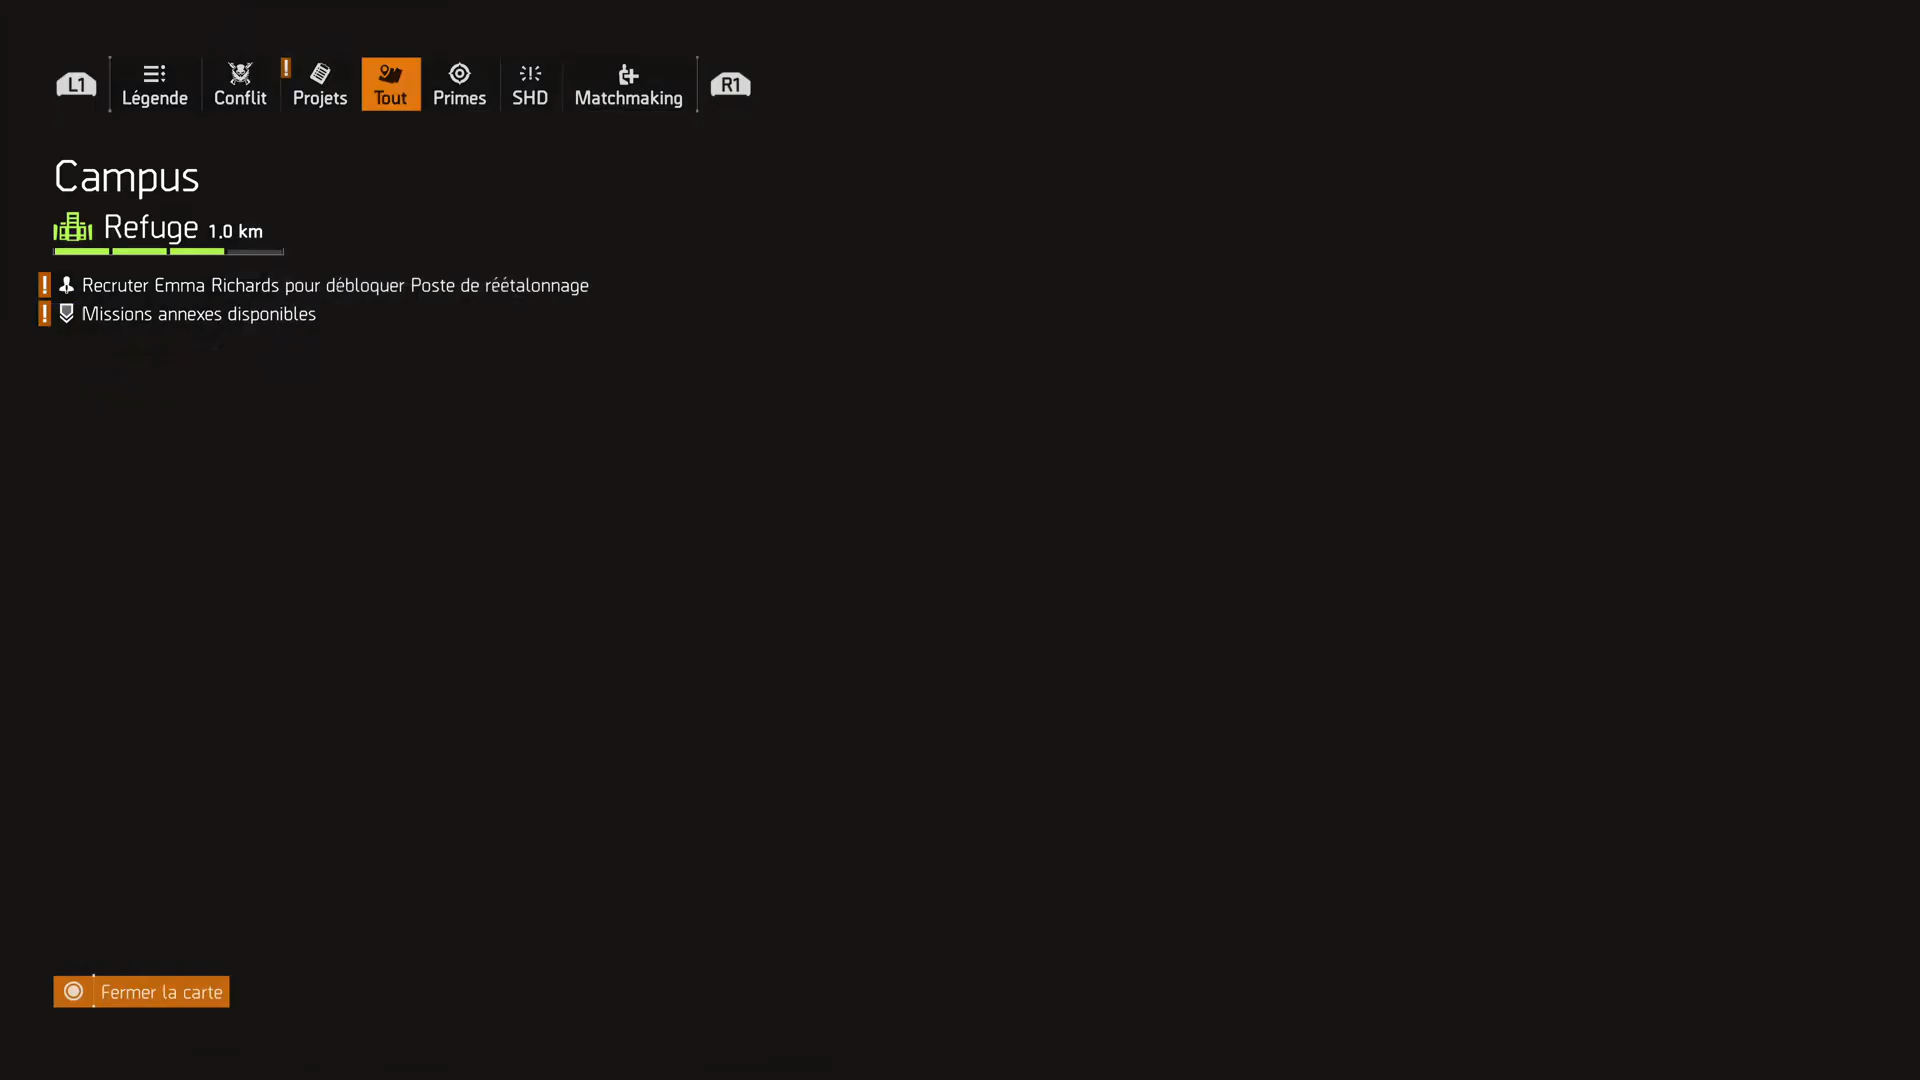 L1 Légende Conflit ! Projets Tout Primes SHD Matchmaking R1
Campus
Refuge 1.0 km
! Recruter Emma Richards pour débloquer Poste de réétalonnage
! Missions annexes disponibles
Fermer la carte